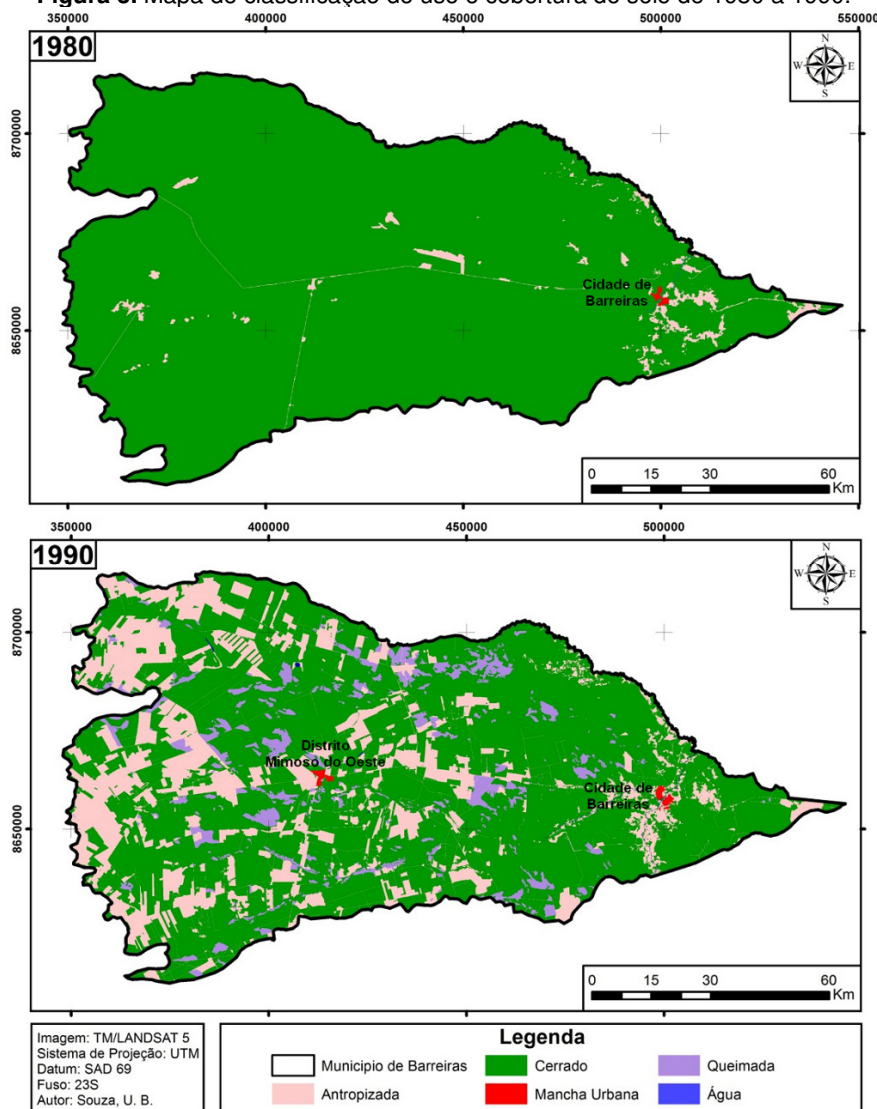 Figura 3. Mapa de classificação de uso e cobertura do solo de 1980 a 1990.
350000 400000 450000 500000 550000
1980
N
W E
S
8700000
8650000
Cidade de
Barreiras
0 15 30 60
Km
350000 400000 450000 500000
1990
N
W E
S
8700000
8650000
Distrito
Mimoso do Oeste
Cidade de
Barreiras
0 15 30 60
Km
Imagem: TM/LANDSAT 5
Sistema de Projeção: UTM
Datum: SAD 69
Fuso: 23S
Autor: Souza, U. B.
Legenda
Municipio de Barreiras
Cerrado
Queimada
Antropizada
Mancha Urbana
Água